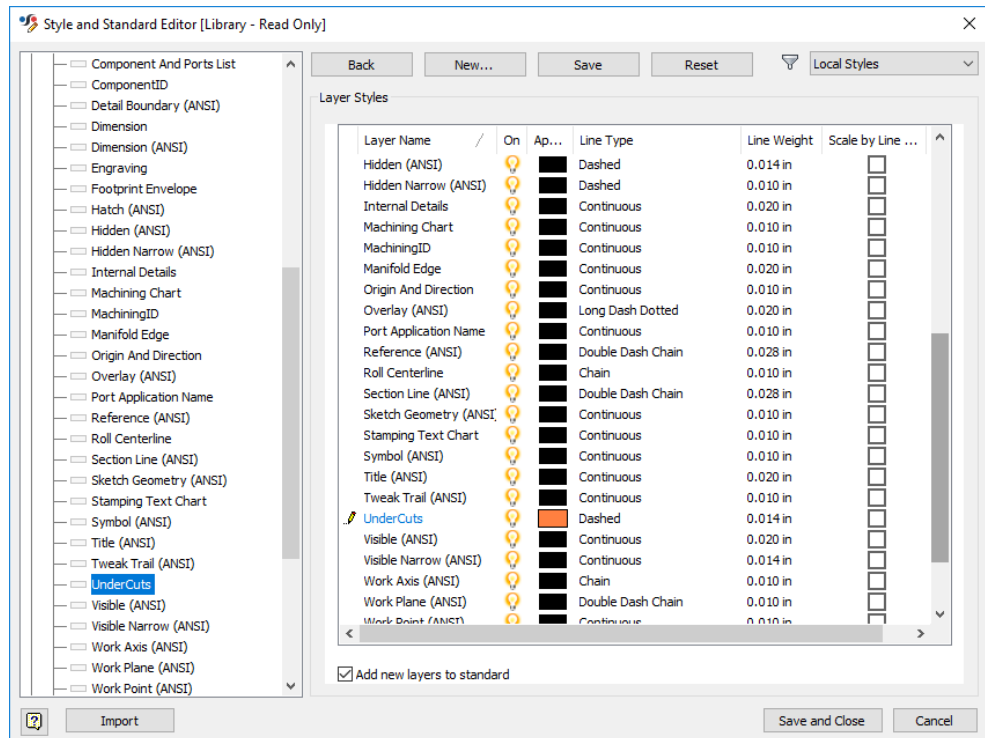 Style and Standard Editor [Library - Read Only]
Component And Ports List
ComponentID
Detail Boundary (ANSI)
Dimension
Dimension (ANSI)
Engraving
Footprint Envelope
Hatch (ANSI)
Hidden (ANSI)
Hidden Narrow (ANSI)
Internal Details
Machining Chart
MachiningID
Manifold Edge
Origin And Direction
Overlay (ANSI)
Port Application Name
Reference (ANSI)
Roll Centerline
Section Line (ANSI)
Sketch Geometry (ANSI)
Stamping Text Chart
Symbol (ANSI)
Title (ANSI)
Tweak Trail (ANSI)
UnderCuts
Visible (ANSI)
Visible Narrow (ANSI)
Work Axis (ANSI)
Work Plane (ANSI)
Work Point (ANSI)
Back New... Save Reset Local Styles
Layer Styles
Layer Name / On Ap... Line Type Line Weight Scale by Line ...
Hidden (ANSI) Dashed 0.014 in
Hidden Narrow (ANSI) Dashed 0.010 in
Internal Details Continuous 0.020 in
Machining Chart Continuous 0.010 in
MachiningID Continuous 0.010 in
Manifold Edge Continuous 0.020 in
Origin And Direction Continuous 0.010 in
Overlay (ANSI) Long Dash Dotted 0.020 in
Port Application Name Continuous 0.010 in
Reference (ANSI) Double Dash Chain 0.028 in
Roll Centerline Chain 0.010 in
Section Line (ANSI) Double Dash Chain 0.028 in
Sketch Geometry (ANSI) Continuous 0.010 in
Stamping Text Chart Continuous 0.010 in
Symbol (ANSI) Continuous 0.010 in
Title (ANSI) Continuous 0.020 in
Tweak Trail (ANSI) Continuous 0.010 in
UnderCuts Dashed 0.014 in
Visible (ANSI) Continuous 0.020 in
Visible Narrow (ANSI) Continuous 0.014 in
Work Axis (ANSI) Chain 0.010 in
Work Plane (ANSI) Double Dash Chain 0.010 in
Work Point (ANSI) Continuous 0.010 in
Add new layers to standard
Import Save and Close Cancel